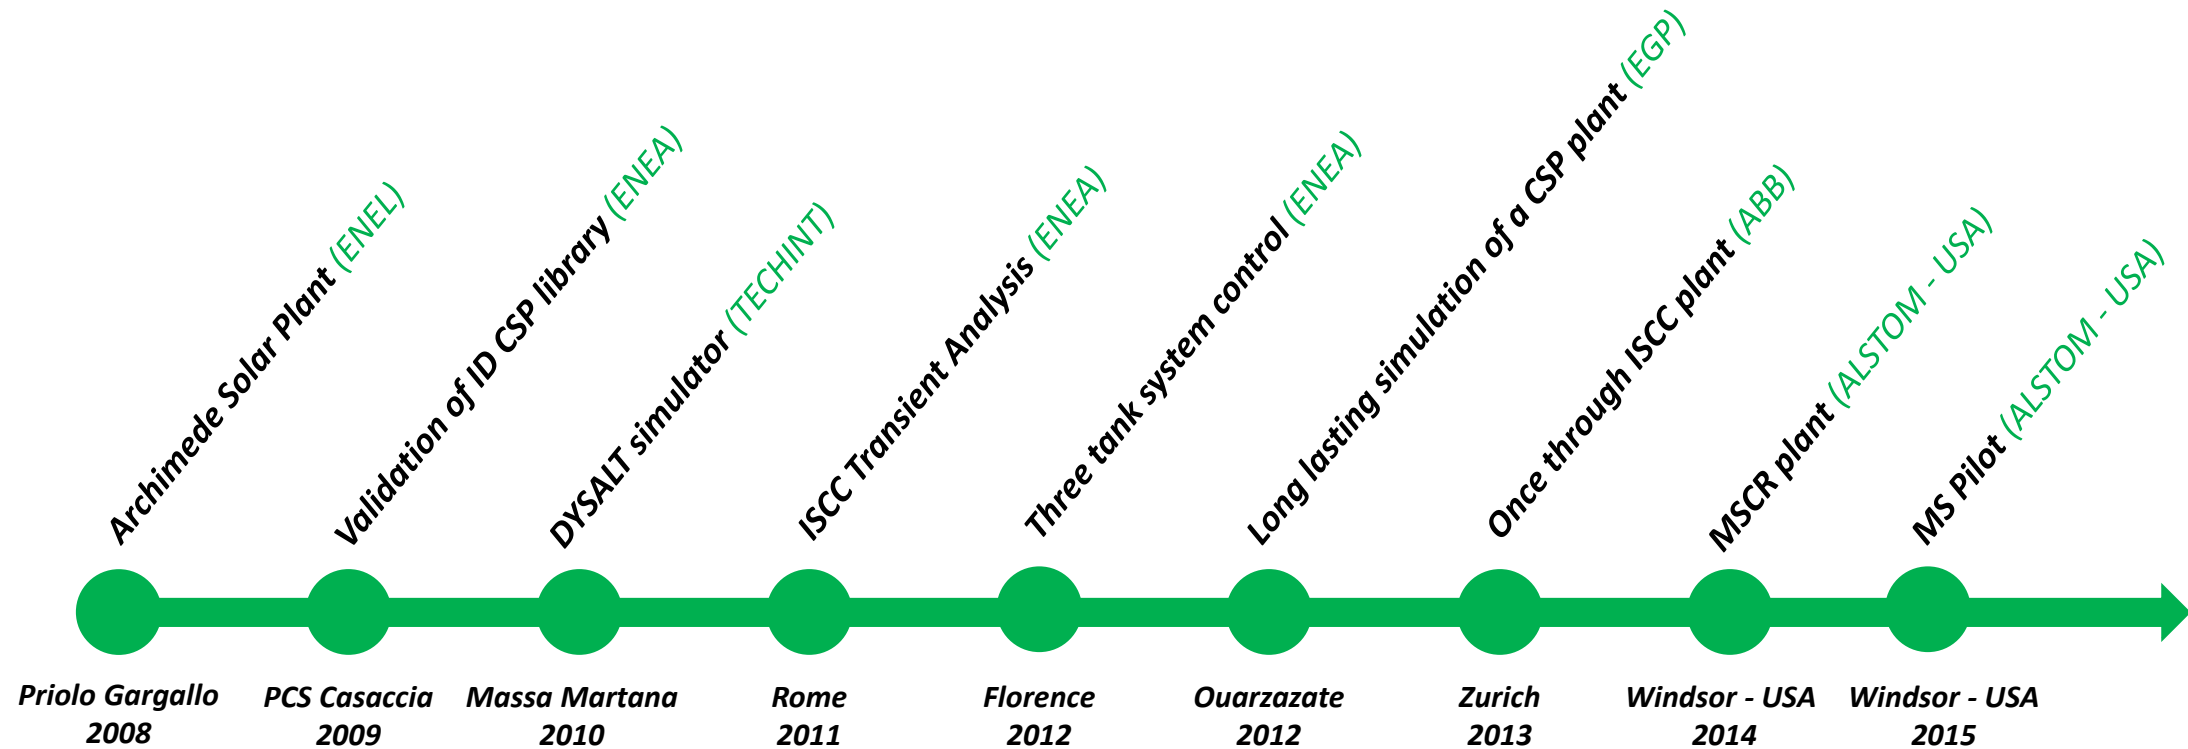 Archimede Solar Plant (ENEL)
Validation of ID CSP library (ENEA)
DYSALT simulator (TECHINT)
ISCC Transient Analysis (ENEA)
Three tank system control (ENEA)
Long lasting simulation of a CSP plant (EGP)
Once through ISCC plant (ABB)
MSCR plant (ALSTOM - USA)
MS Pilot (ALSTOM - USA)
Priolo Gargallo
2008
PCS Casaccia
2009
Massa Martana
2010
Rome
2011
Florence
2012
Ouarzazate
2012
Zurich
2013
Windsor - USA
2014
Windsor - USA
2015